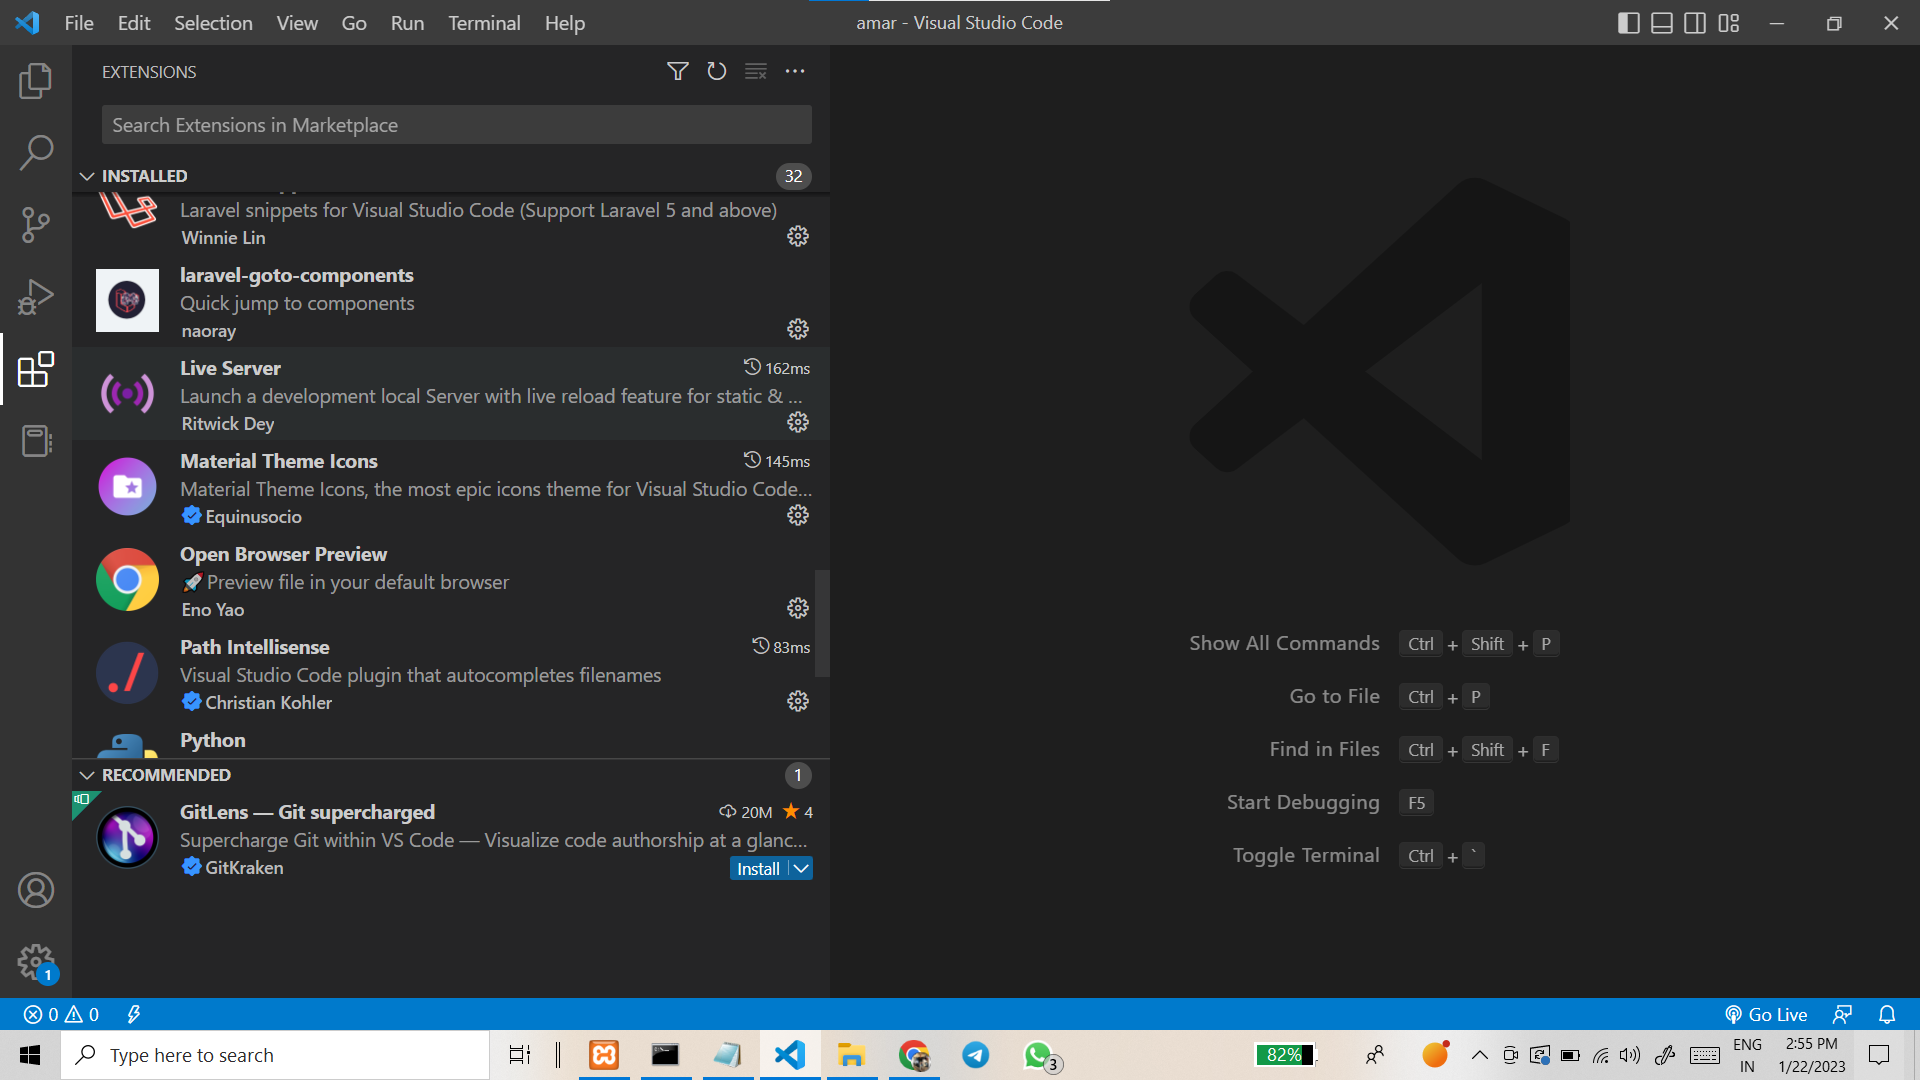 File Edit Selection View Go Run Terminal Help
amar - Visual Studio Code
EXTENSIONS
Search Extensions in Marketplace
INSTALLED 32
Laravel snippets for Visual Studio Code (Support Laravel 5 and above)
Winnie Lin
laravel-goto-components
Quick jump to components
naoray
Live Server 162ms
Launch a development local Server with live reload feature for static & ...
Ritwick Dey
Material Theme Icons 145ms
Material Theme Icons, the most epic icons theme for Visual Studio Code...
Equinusocio
Open Browser Preview
🚀Preview file in your default browser
Eno Yao
Path Intellisense 83ms
Visual Studio Code plugin that autocompletes filenames
Christian Kohler
Python
RECOMMENDED 1
GitLens — Git supercharged 20M 4
Supercharge Git within VS Code — Visualize code authorship at a glanc...
GitKraken Install
Show All Commands Ctrl + Shift + P
Go to File Ctrl + P
Find in Files Ctrl + Shift + F
Start Debugging F5
Toggle Terminal Ctrl + `
1
0 0 Go Live
Type here to search
3
82%
ENG
IN
2:55 PM
1/22/2023